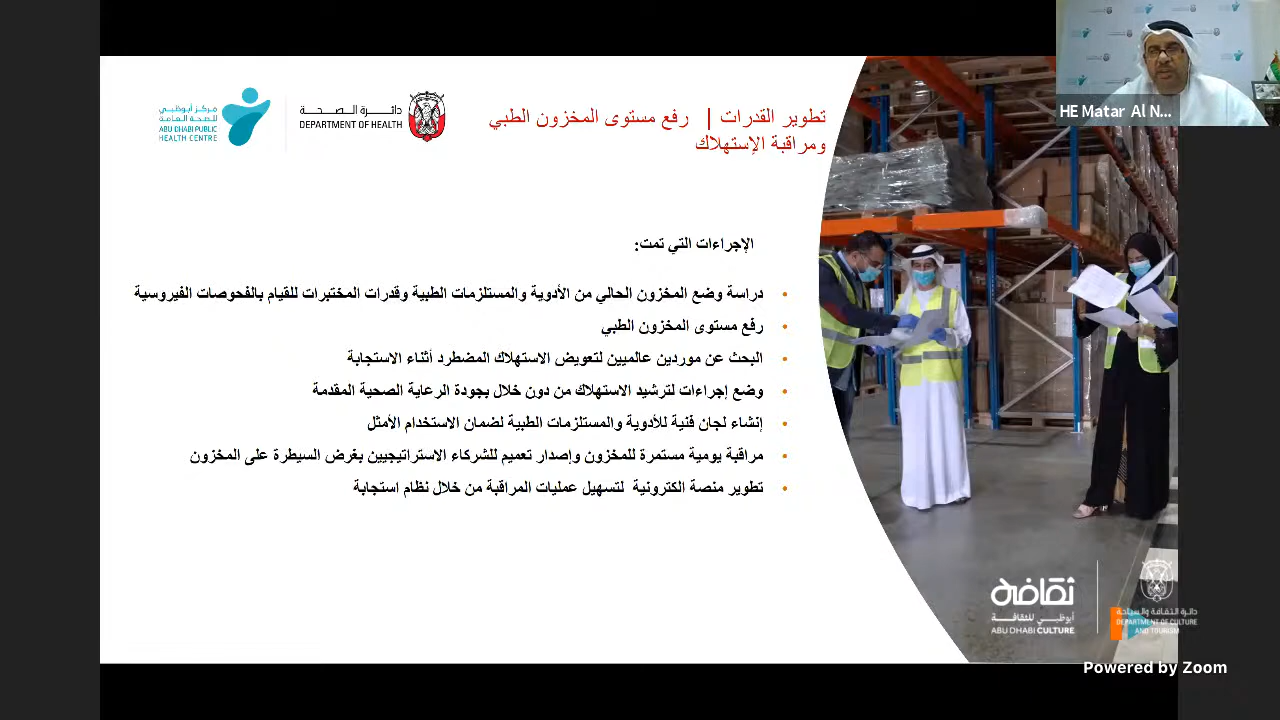 HE Matar Al N...
مركز أبوظبي
للصحة العامة
ABU DHABI PUBLIC
HEALTH CENTRE
دائرة الصحة
DEPARTMENT OF HEALTH
تطوير القدرات | رفع مستوى المخزون الطبي
ومراقبة الإستهلاك
الإجراءات التي تمت:
• دراسة وضع المخزون الحالي من الأدوية والمستلزمات الطبية وقدرات المختبرات للقيام بالفحوصات الفيروسية
• رفع مستوى المخزون الطبي
• البحث عن موردين عالميين لتعويض الاستهلاك المضطرد أثناء الاستجابة
• وضع إجراءات لترشيد الاستهلاك من دون خلال بجودة الرعاية الصحية المقدمة
• إنشاء لجان فنية للأدوية والمستلزمات الطبية لضمان الاستخدام الأمثل
• مراقبة يومية مستمرة للمخزون وإصدار تعميم للشركاء الاستراتيجيين بغرض السيطرة على المخزون
• تطوير منصة الكترونية لتسهيل عمليات المراقبة من خلال نظام استجابة
ثقافة
أبوظبي للثقافة
ABU DHABI CULTURE
دائرة الثقافة والسياحة
DEPARTMENT OF CULTURE
AND TOURISM
Powered by Zoom